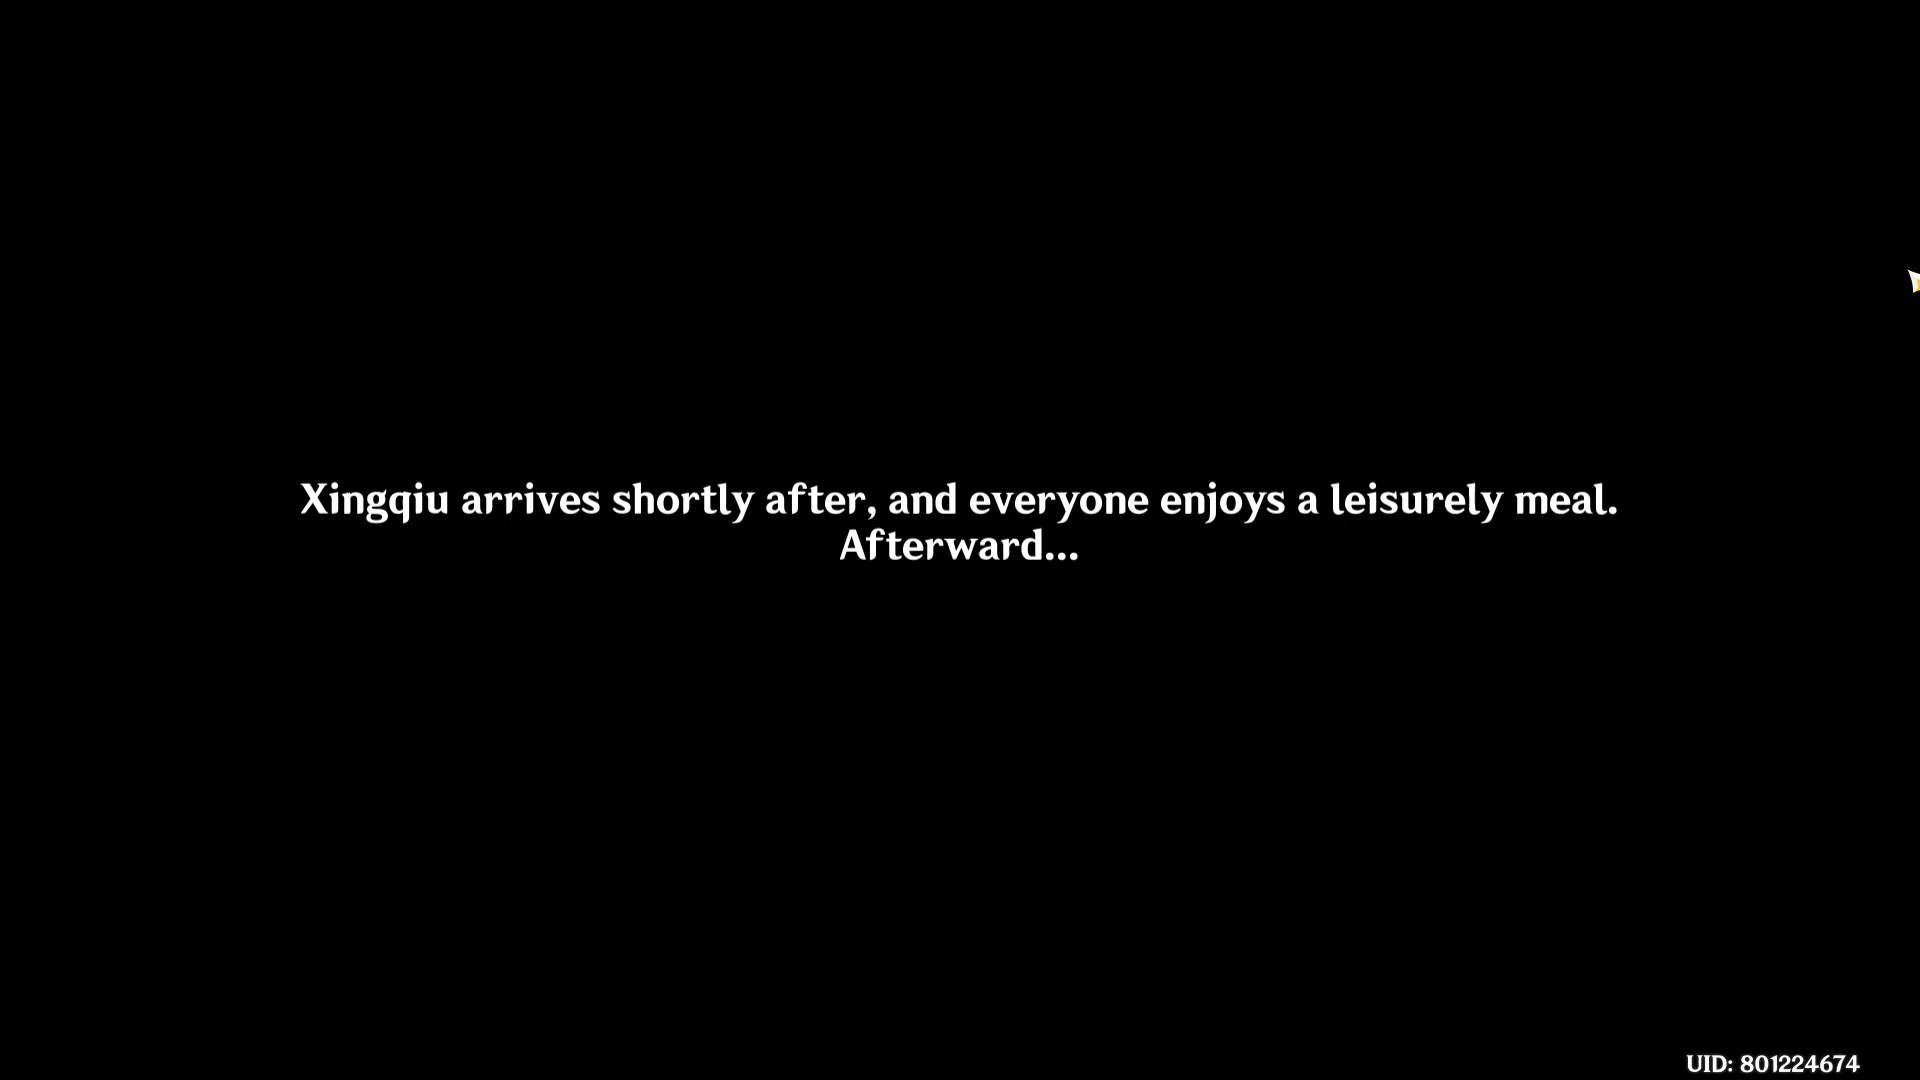 Xingqiu arrives shortly after, and everyone enjoys a leisurely meal.
Afterward...
UID: 801224674